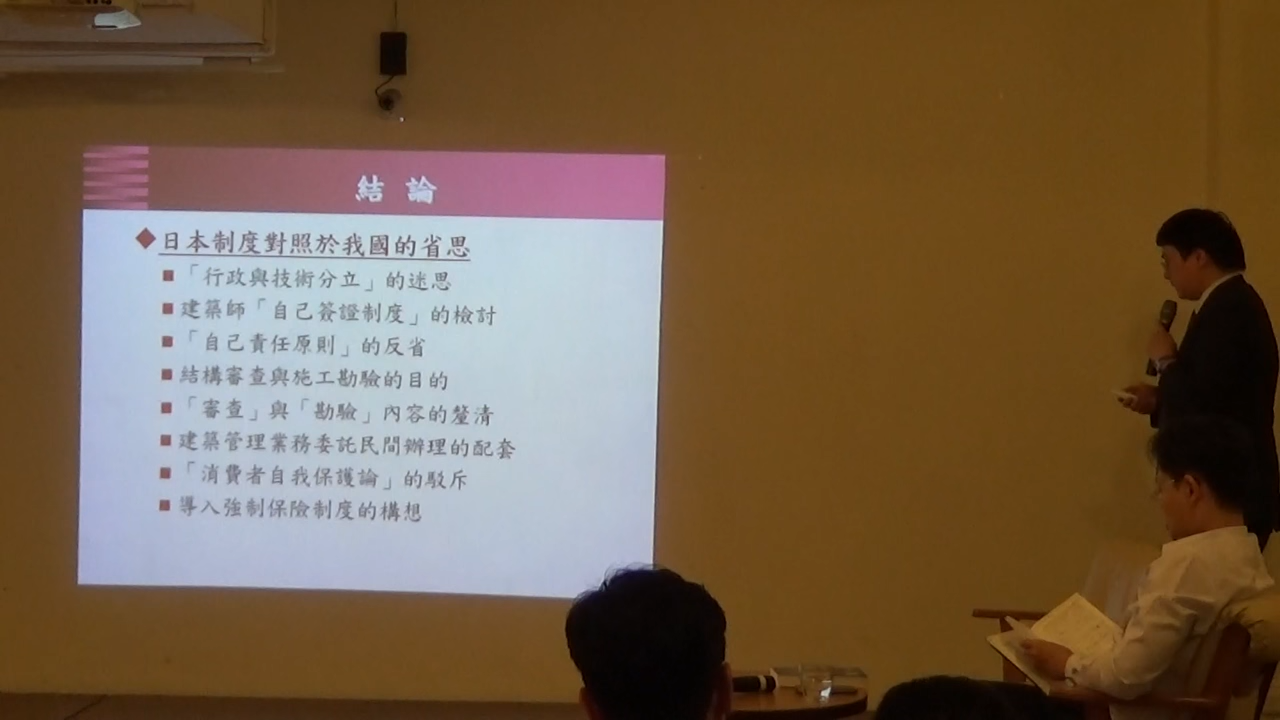 結論
日本制度對照於我國的省思
「行政與技術分立」的迷思
建築師「自己簽證制度」的檢討
「自己責任原則」的反省
結構審查與施工勘驗的目的
「審查」與「勘驗」內容的釐清
建築管理業務委託民間辦理的配套
「消費者自我保護論」的駁斥
導入強制保險制度的構想